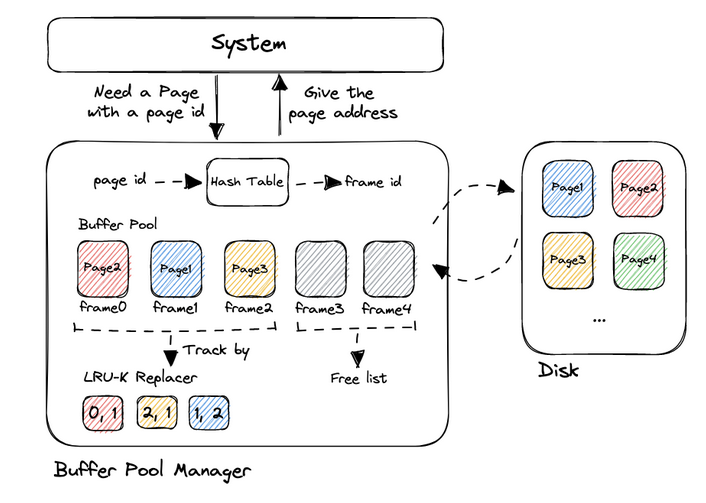 System
Need a Page
with a page id
Give the
page address
page id
Hash Table
frame id
Buffer Pool
Page2
Page1
Page3
frame0
frame1
frame2
frame3
frame4
Track by
LRU-K Replacer
Free list
0, 1
2, 1
1, 2
Buffer Pool Manager
Page1
Page2
Page3
Page4
...
Disk